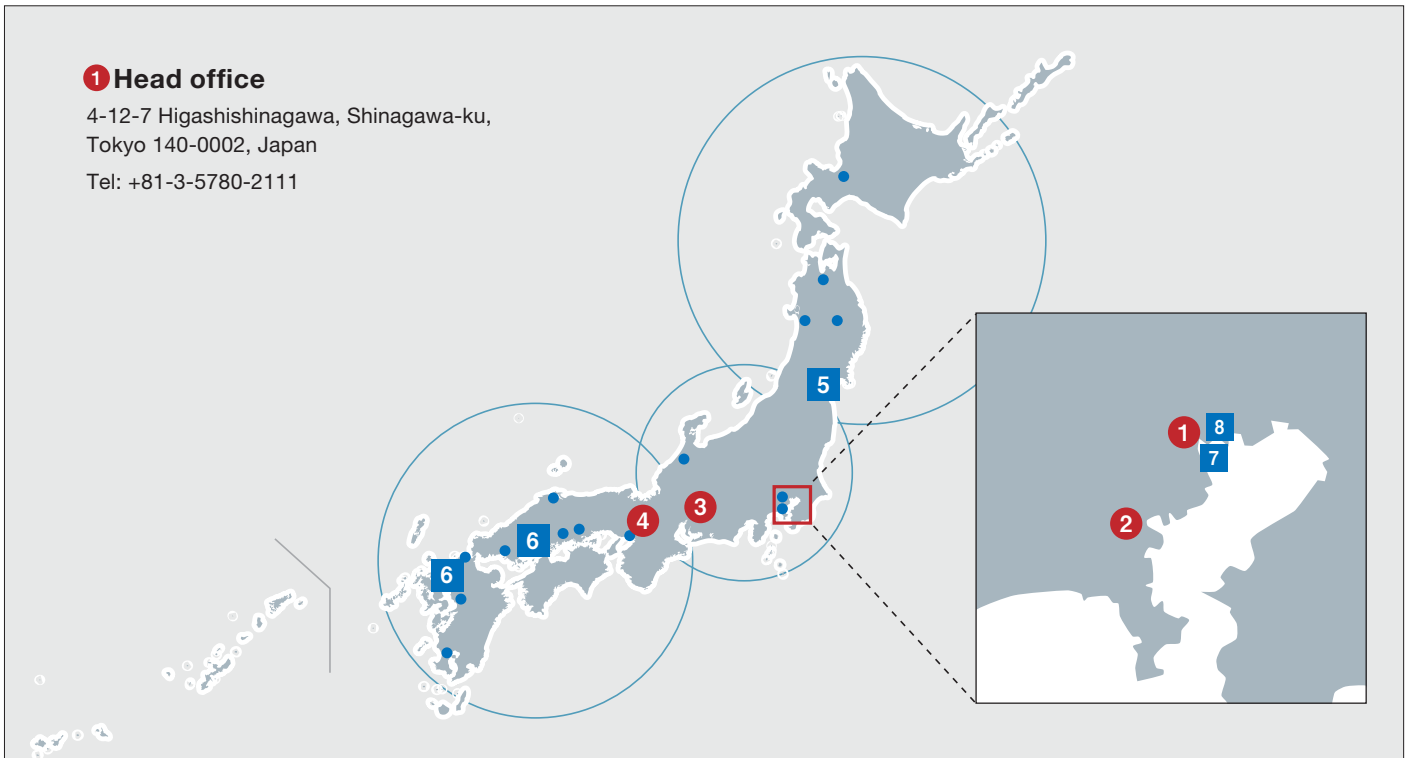 1 Head office
4-12-7 Higashishinagawa, Shinagawa-ku,
Tokyo 140-0002, Japan
Tel: +81-3-5780-2111
5
1
8
7
3
4
2
6
6